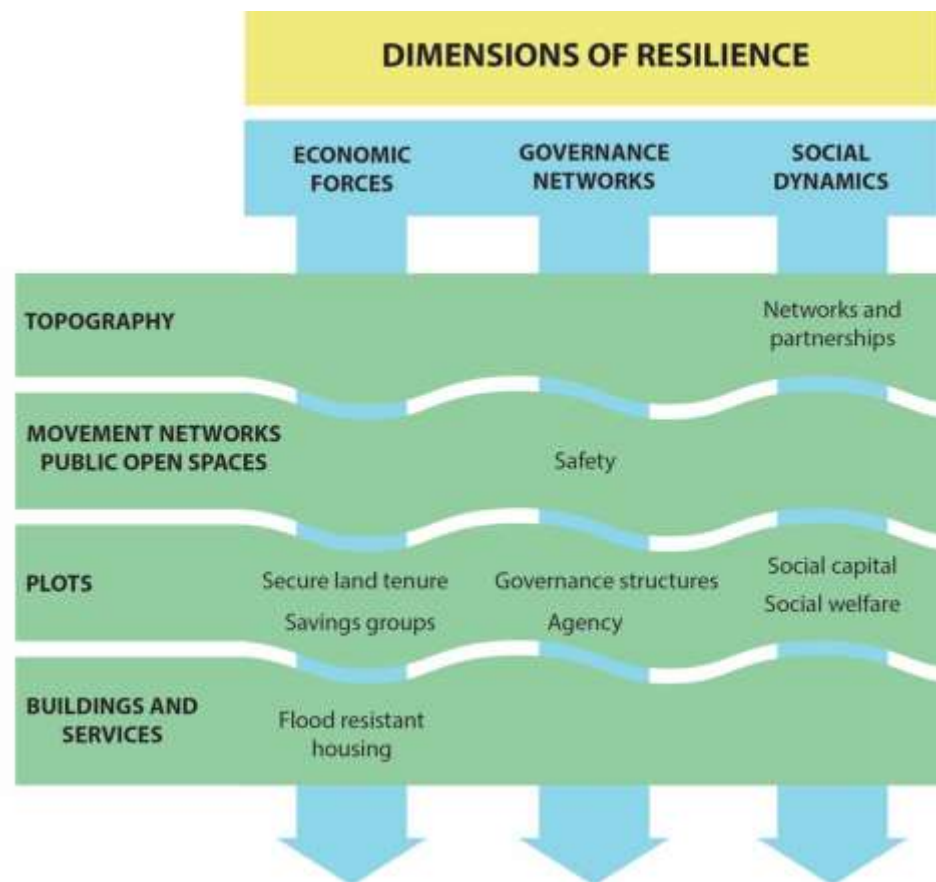 DIMENSIONS OF RESILIENCE
ECONOMIC
FORCES
GOVERNANCE
NETWORKS
SOCIAL
DYNAMICS
TOPOGRAPHY
Networks and
partnerships
MOVEMENT NETWORKS
PUBLIC OPEN SPACES
Safety
PLOTS
Secure land tenure
Savings groups
Governance structures
Agency
Social capital
Social welfare
BUILDINGS AND
SERVICES
Flood resistant
housing